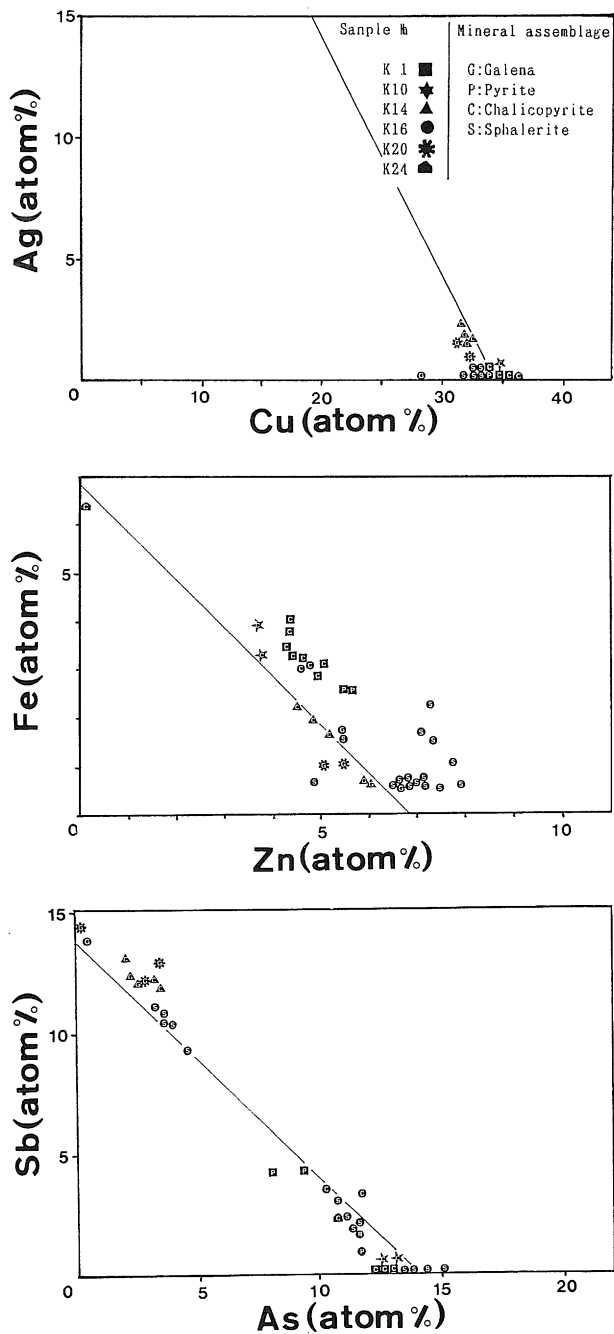 15
10
5
0
Ag(atom%)
Sanple №
K 1
K10
K14
K16
K20
K24
Mineral assemblage
G:Galena
P:Pyrite
C:Chalicopyrite
S:Sphalerite
10
20
30
40
Cu(atom%)
5
Fe(atom%)
0
5
10
Zn(atom%)
15
10
5
0
Sb(atom%)
5
10
15
20
As(atom%)